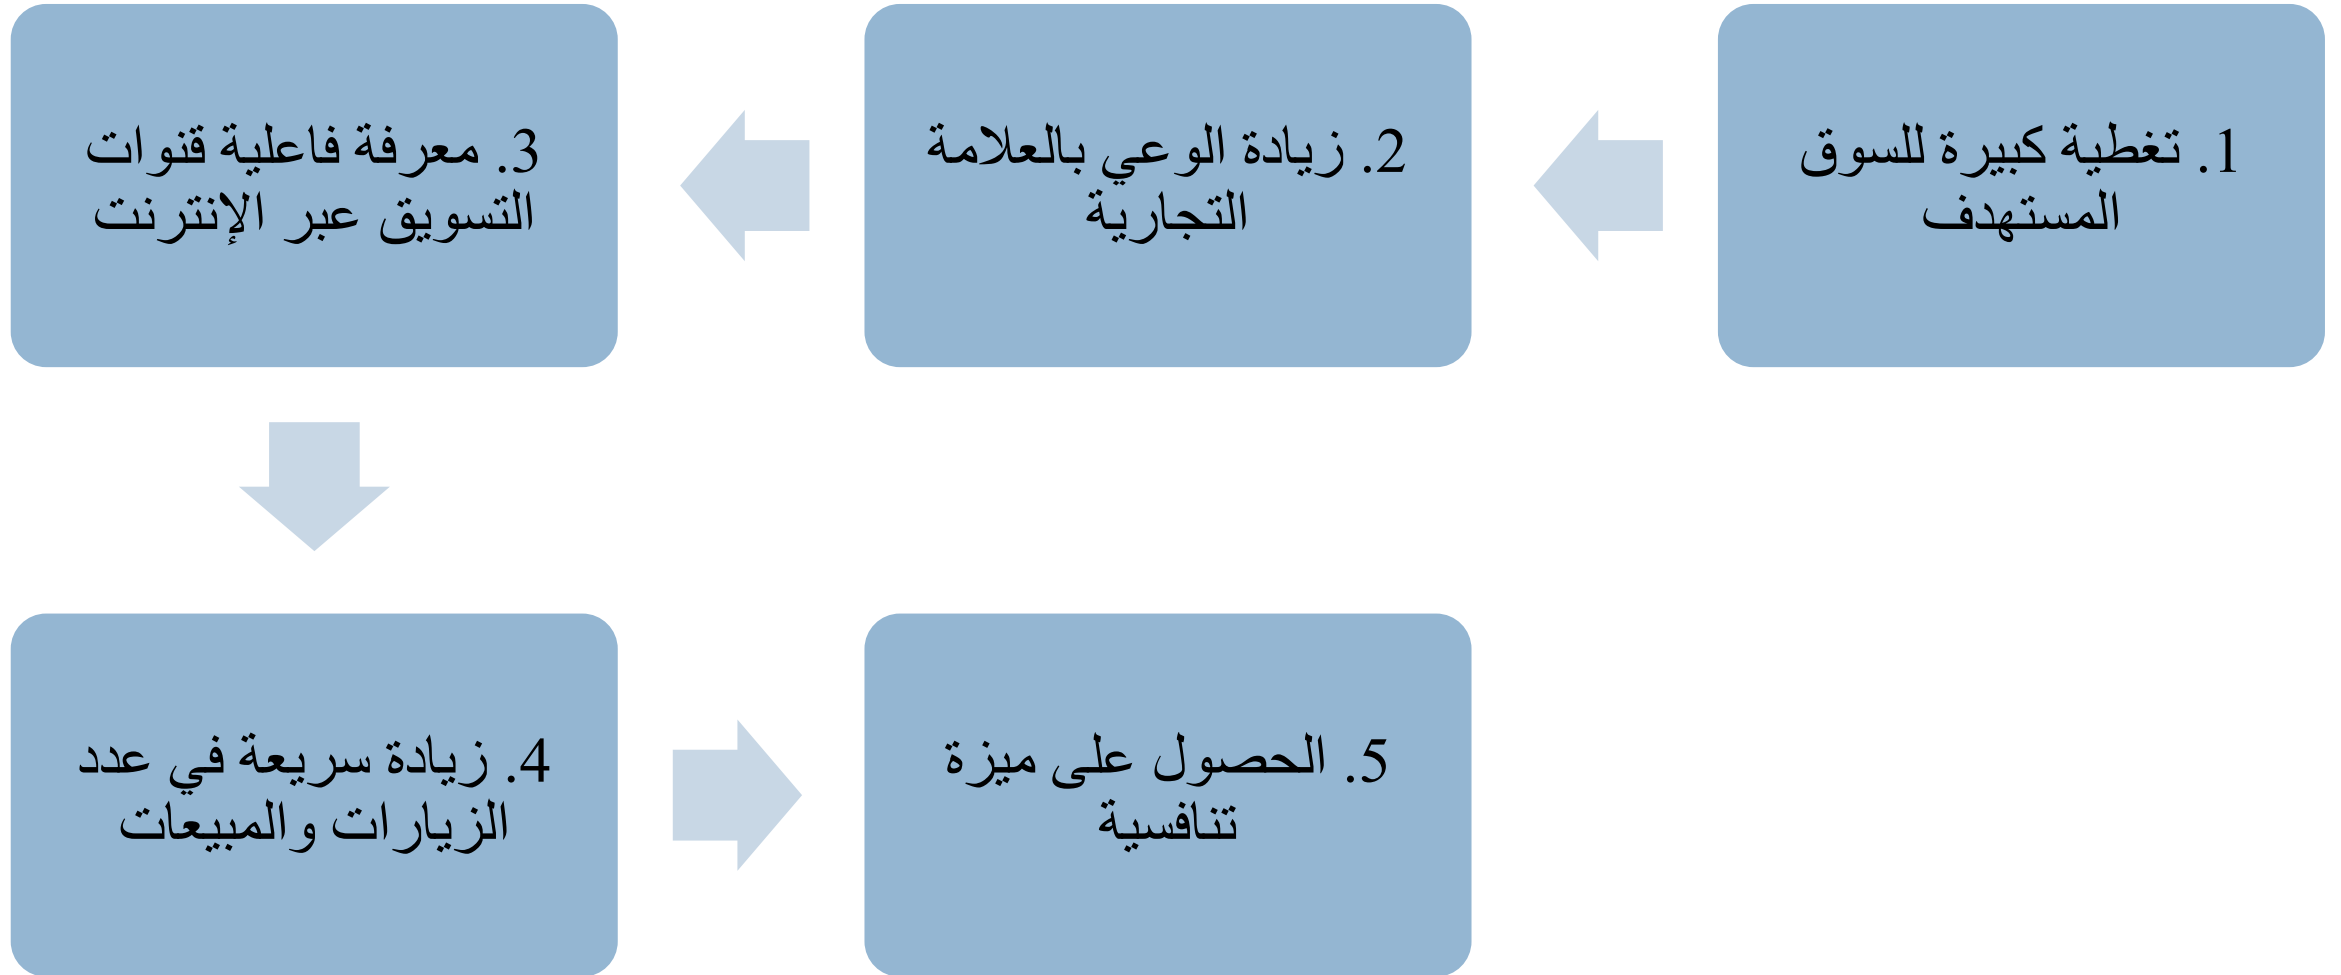 1. تغطية كبيرة للسوق
المستهدف
2. زيادة الوعي بالعلامة
التجارية
3. معرفة فاعلية قنوات
التسويق عبر الإنترنت
4. زيادة سريعة في عدد
الزيارات والمبيعات
5. الحصول على ميزة
تنافسية